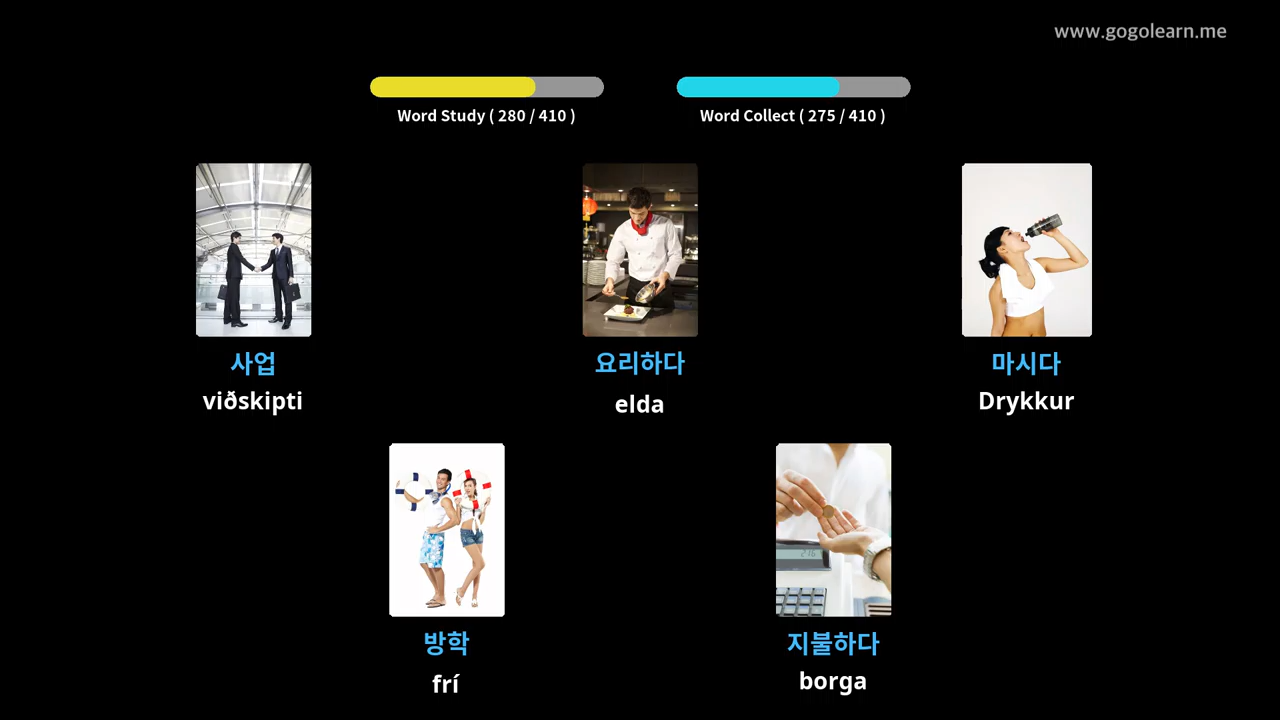 www.gogolearn.me
Word Study ( 280 / 410 )
Word Collect ( 275 / 410 )
사업
viðskipti
요리하다
elda
마시다
Drykkur
방학
frí
지불하다
borga